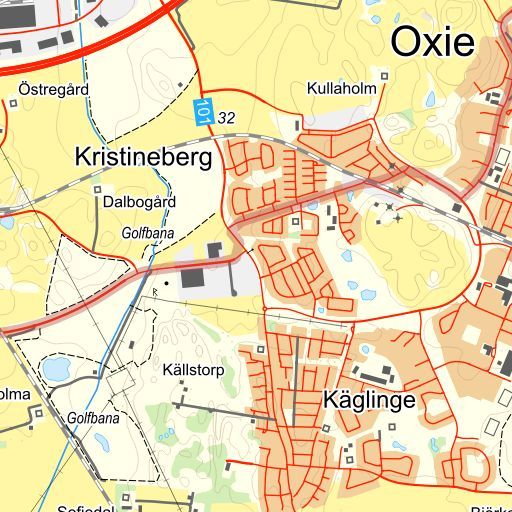 Oxie
Östregård
Kullaholm
101
32
Kristineberg
Dalbogård
Golfbana
Källstorp
Käglinge
Golfbana